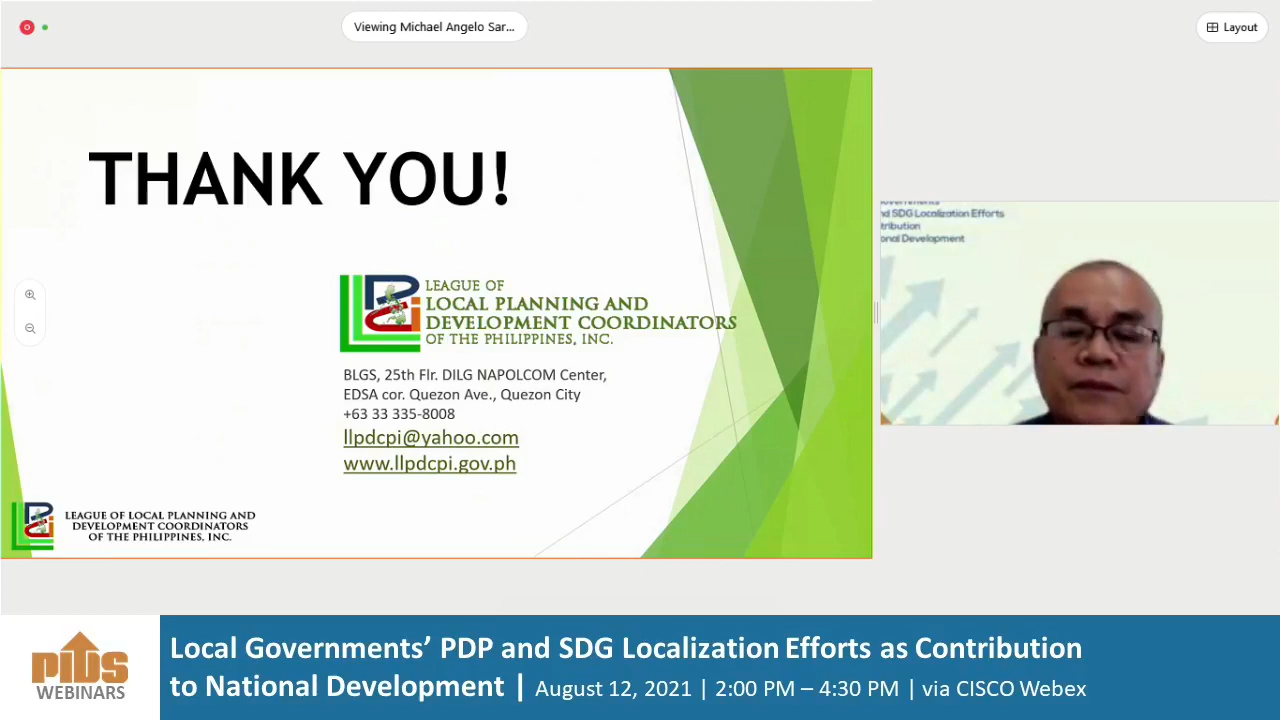 Viewing Michael Angelo Sar...
Layout
THANK YOU!
LEAGUE OF
LOCAL PLANNING AND
DEVELOPMENT COORDINATORS
OF THE PHILIPPINES, INC.
BLGS, 25th Flr. DILG NAPOLCOM Center,
EDSA cor. Quezon Ave., Quezon City
+63 33 335-8008
llpdcpi@yahoo.com
www.llpdcpi.gov.ph
LEAGUE OF LOCAL PLANNING AND
DEVELOPMENT COORDINATORS
OF THE PHILIPPINES, INC.
SDG Localization Efforts
Development
pids
WEBINARS
Local Governments’ PDP and SDG Localization Efforts as Contribution
to National Development | August 12, 2021 | 2:00 PM – 4:30 PM | via CISCO Webex